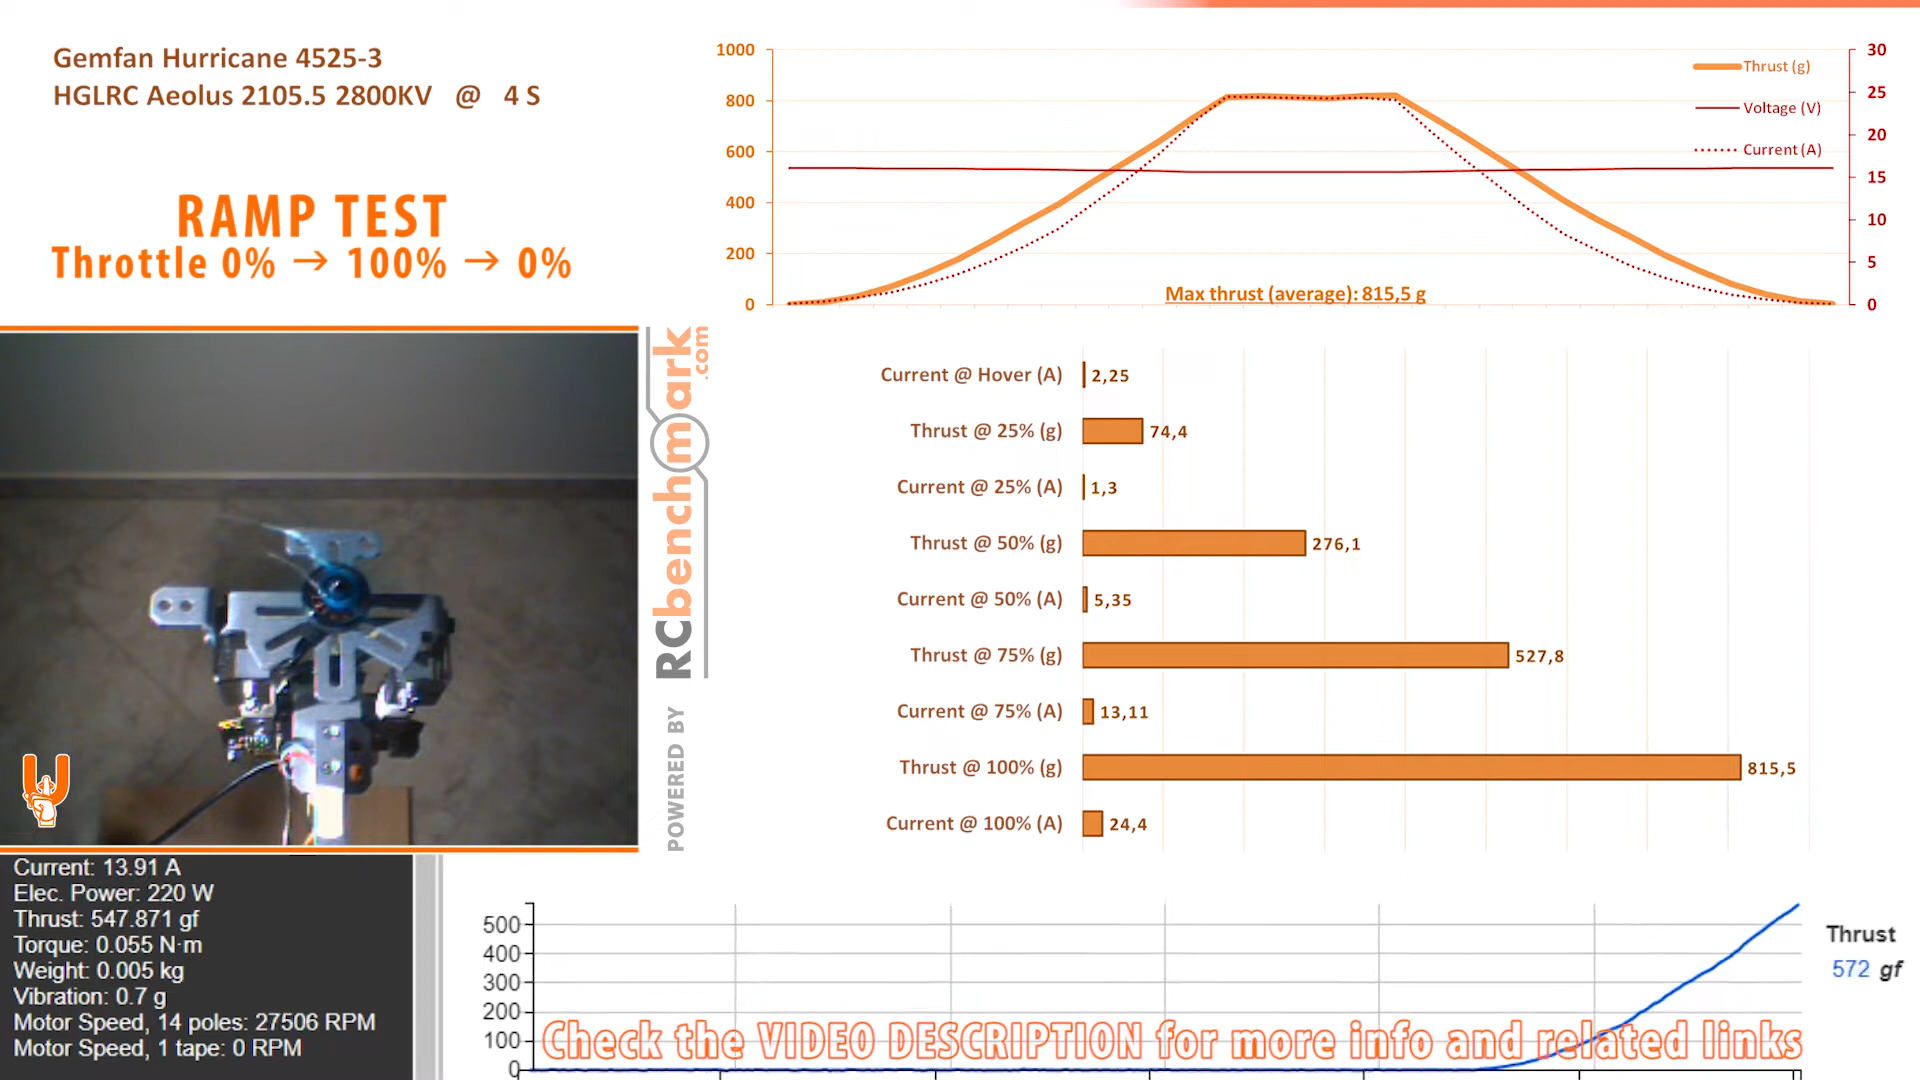 Gemfan Hurricane 4525-3
HGLRC Aeolus 2105.5 2800KV @ 4 S
RAMP TEST
Throttle 0% → 100% → 0%
1000
800
600
400
200
0
30
25
20
15
10
5
0
Thrust (g)
Voltage (V)
Current (A)
Max thrust (average): 815,5 g
POWERED BY RCbenchmark.com
Current @ Hover (A) 2,25
Thrust @ 25% (g) 74,4
Current @ 25% (A) 1,3
Thrust @ 50% (g) 276,1
Current @ 50% (A) 5,35
Thrust @ 75% (g) 527,8
Current @ 75% (A) 13,11
Thrust @ 100% (g) 815,5
Current @ 100% (A) 24,4
Current: 13.91 A
Elec. Power: 220 W
Thrust: 547.871 gf
Torque: 0.055 N·m
Weight: 0.005 kg
Vibration: 0.7 g
Motor Speed, 14 poles: 27506 RPM
Motor Speed, 1 tape: 0 RPM
500
400
300
200
100
0
Thrust
572 gf
Check the VIDEO DESCRIPTION for more info and related links